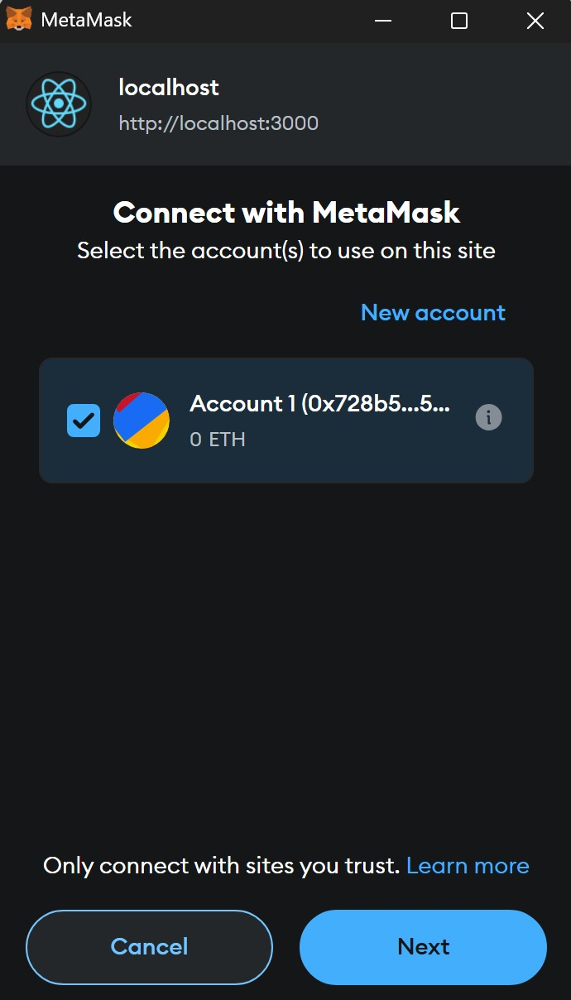 MetaMask
localhost
http://localhost:3000
Connect with MetaMask
Select the account(s) to use on this site
New account
Account 1 (0x728b5...5...
0 ETH
Only connect with sites you trust. Learn more
Cancel
Next